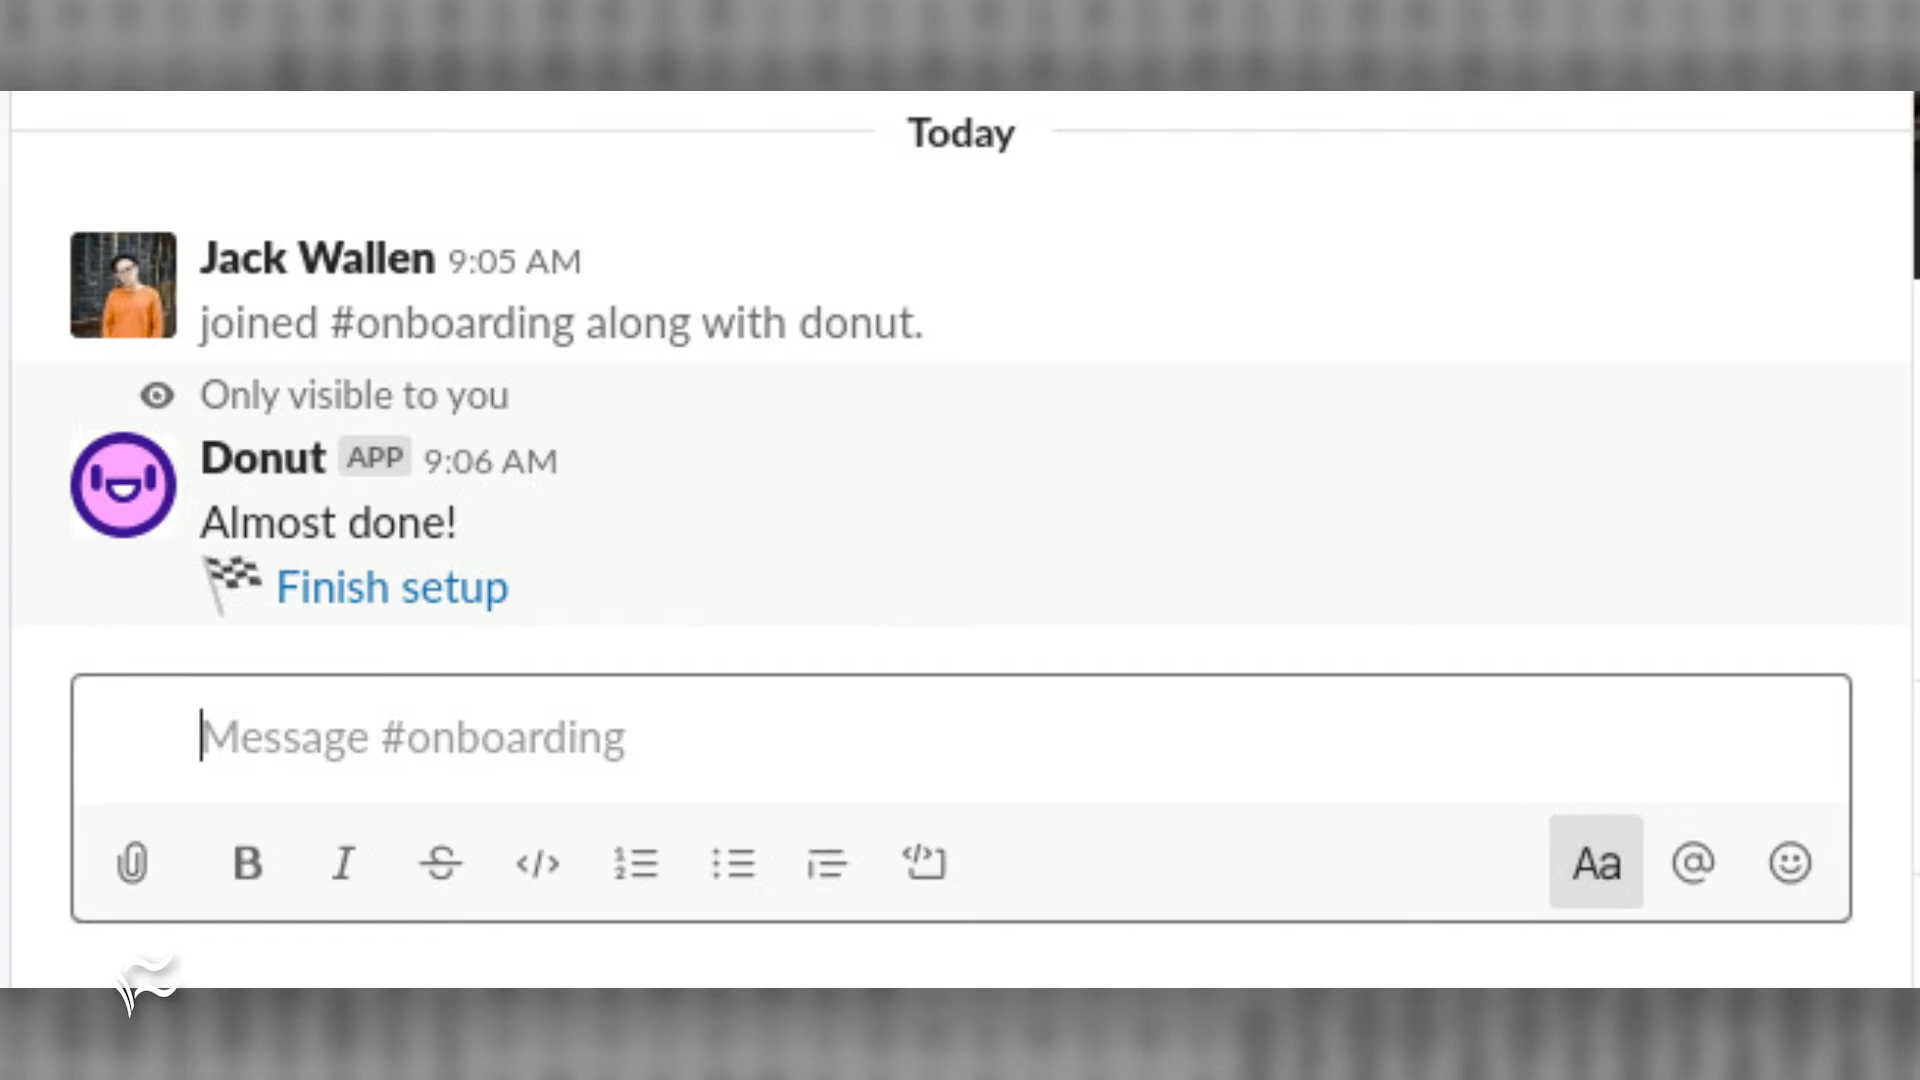 Today
Jack Wallen 9:05 AM
joined #onboarding along with donut.
Only visible to you
Donut APP 9:06 AM
Almost done!
Finish setup
Message #onboarding
B I S </> Aa @